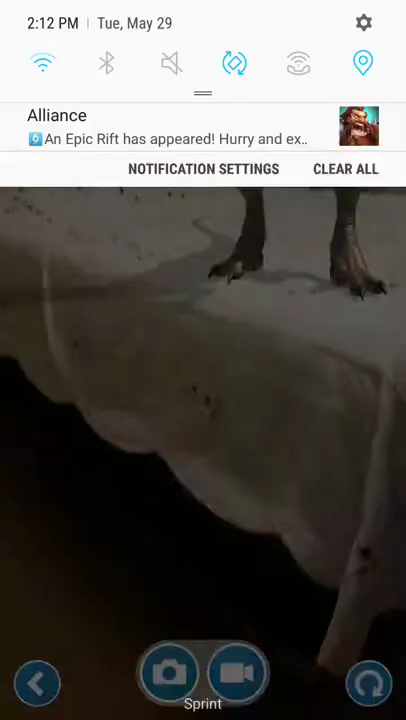 2:12 PM | Tue, May 29
Alliance
An Epic Rift has appeared! Hurry and ex..
NOTIFICATION SETTINGS CLEAR ALL
Sprint